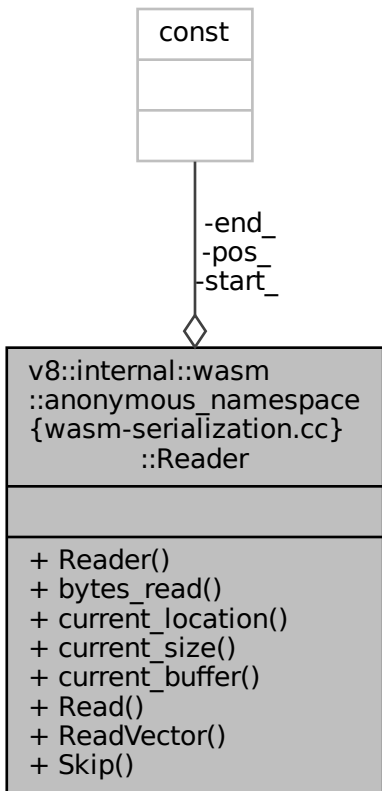 const
-end_
-pos_
-start_
v8::internal::wasm
::anonymous_namespace
{wasm-serialization.cc}
::Reader
+ Reader()
+ bytes_read()
+ current_location()
+ current_size()
+ current_buffer()
+ Read()
+ ReadVector()
+ Skip()